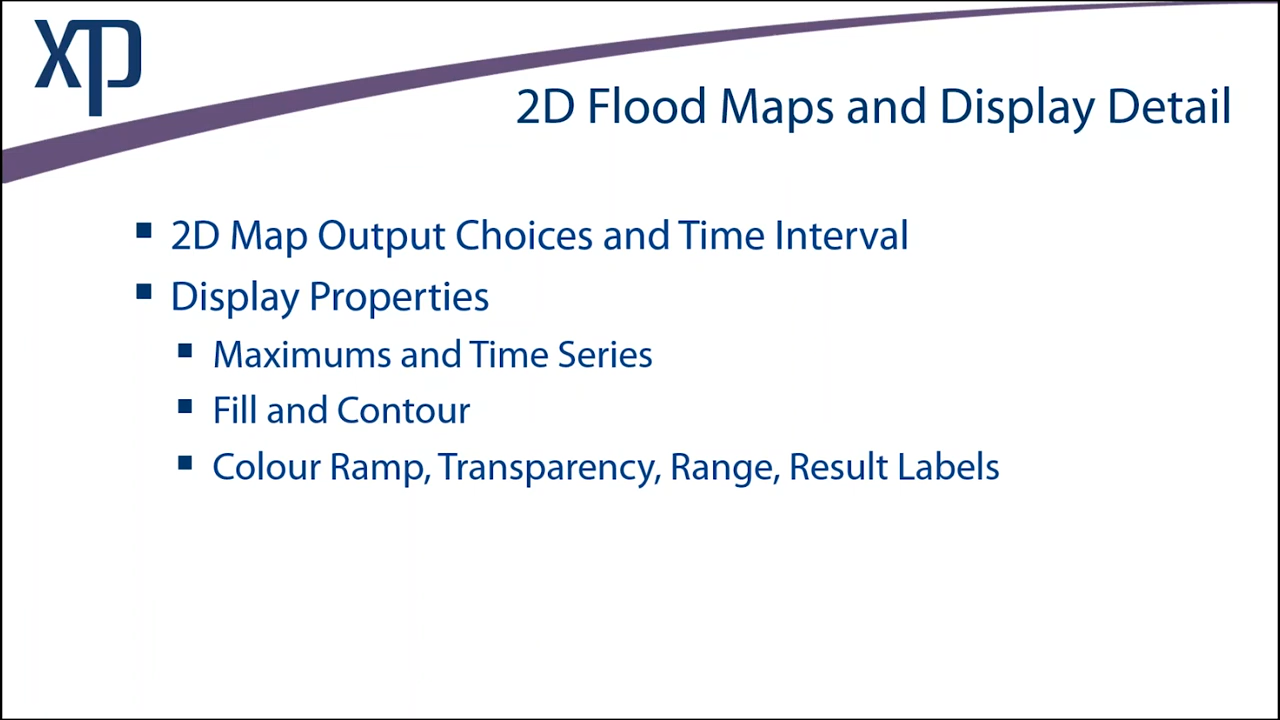 xp
2D Flood Maps and Display Detail
2D Map Output Choices and Time Interval
Display Properties
Maximums and Time Series
Fill and Contour
Colour Ramp, Transparency, Range, Result Labels